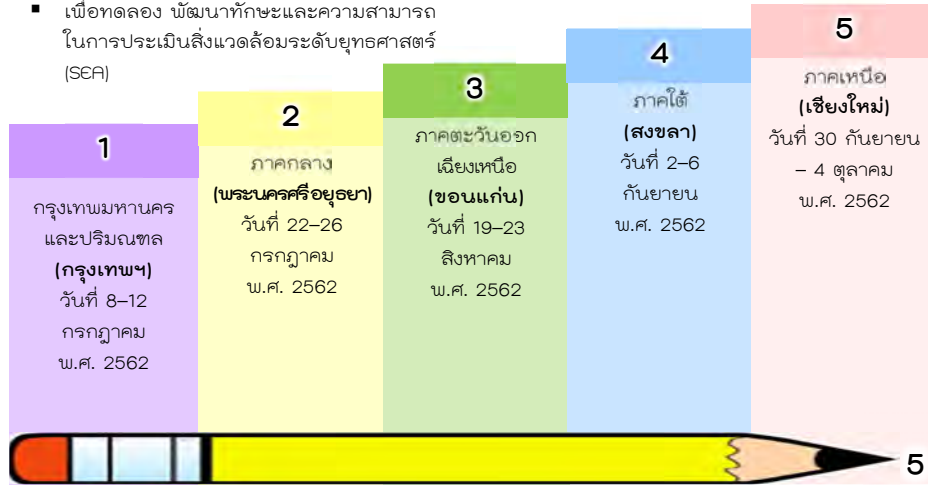 ▪ เพื่อทดลอง พัฒนาทักษะและความสามารถ
ในการประเมินสิ่งแวดล้อมระดับยุทธศาสตร์
(SEA)
1
กรุงเทพมหานคร
และปริมณฑล
(กรุงเทพฯ)
วันที่ 8–12
กรกฎาคม
พ.ศ. 2562
2
ภาคกลาง
(พระนครศรีอยุธยา)
วันที่ 22–26
กรกฎาคม
พ.ศ. 2562
3
ภาคตะวันออก
เฉียงเหนือ
(ขอนแก่น)
วันที่ 19–23
สิงหาคม
พ.ศ. 2562
4
ภาคใต้
(สงขลา)
วันที่ 2–6
กันยายน
พ.ศ. 2562
5
ภาคเหนือ
(เชียงใหม่)
วันที่ 30 กันยายน
– 4 ตุลาคม
พ.ศ. 2562
5